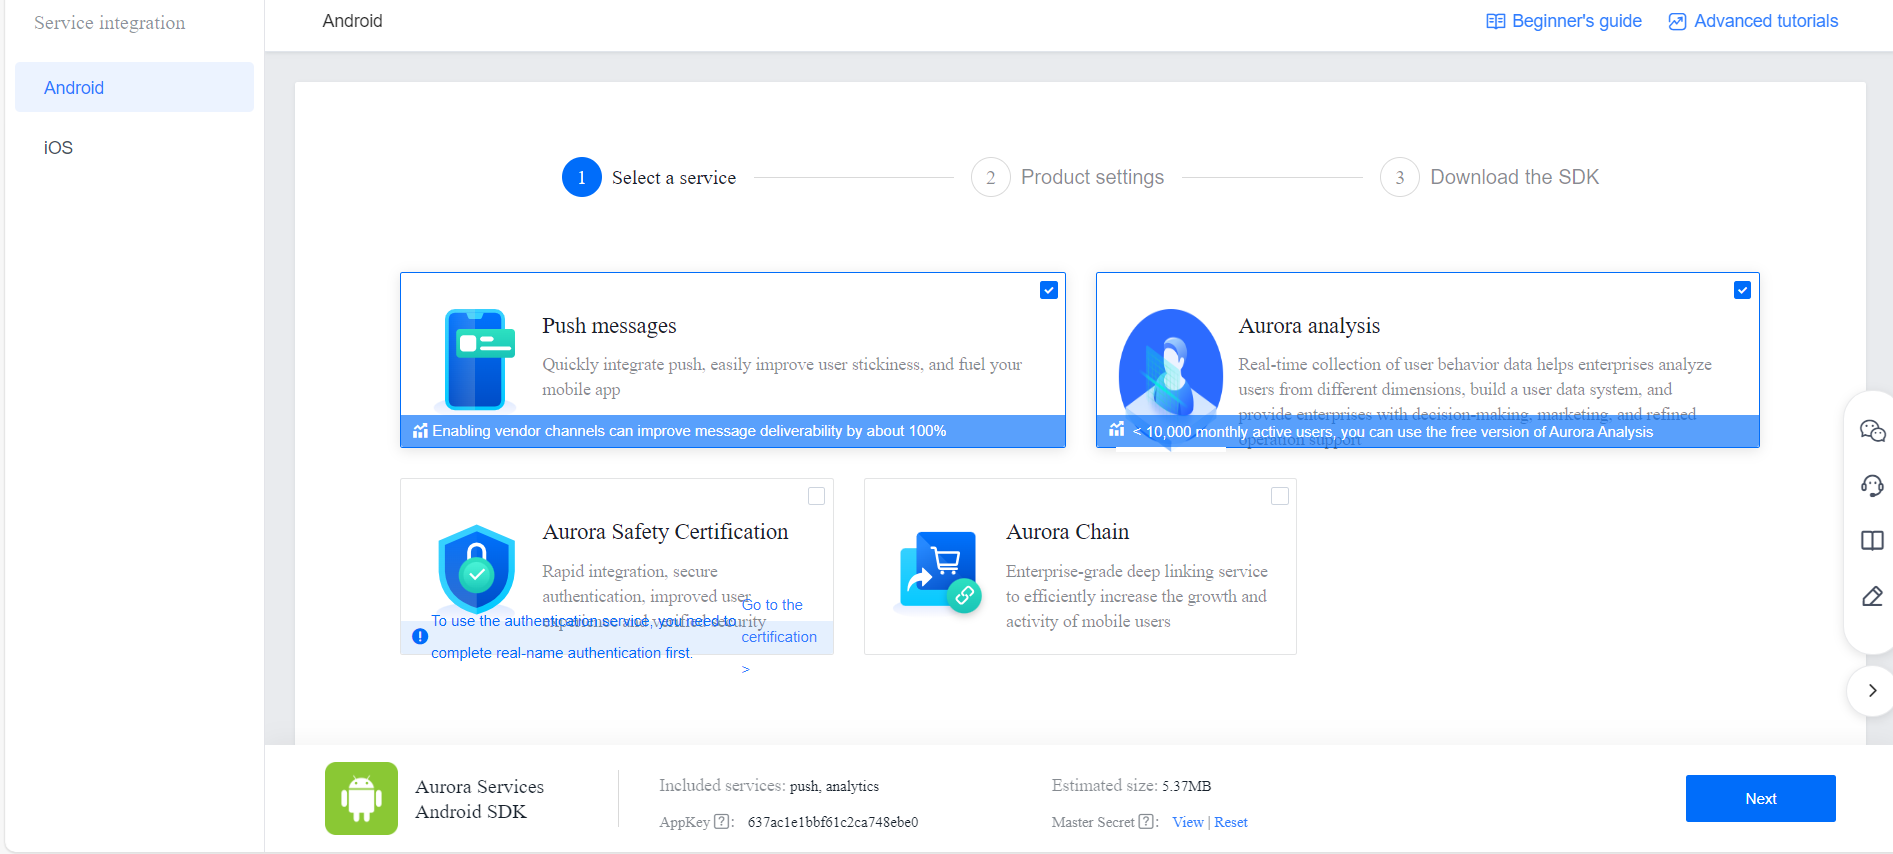 Service integration
Android
Beginner's guide
Advanced tutorials
Android
iOS
1 Select a service
2 Product settings
3 Download the SDK
Push messages
Quickly integrate push, easily improve user stickiness, and fuel your
mobile app
Enabling vendor channels can improve message deliverability by about 100%
Aurora analysis
Real-time collection of user behavior data helps enterprises analyze
users from different dimensions, build a user data system, and
provide enterprises with decision-making, marketing, and refined
operation support
< 10,000 monthly active users, you can use the free version of Aurora Analysis
Aurora Safety Certification
Rapid integration, secure
authentication, improved user
experience and verified security
To use the authentication service, you need to
complete real-name authentication first.
Go to the
certification
>
Aurora Chain
Enterprise-grade deep linking service
to efficiently increase the growth and
activity of mobile users
Aurora Services
Android SDK
Included services: push, analytics
AppKey ? : 637ac1e1bbf61c2ca748ebe0
Estimated size: 5.37MB
Master Secret ? : View | Reset
Next